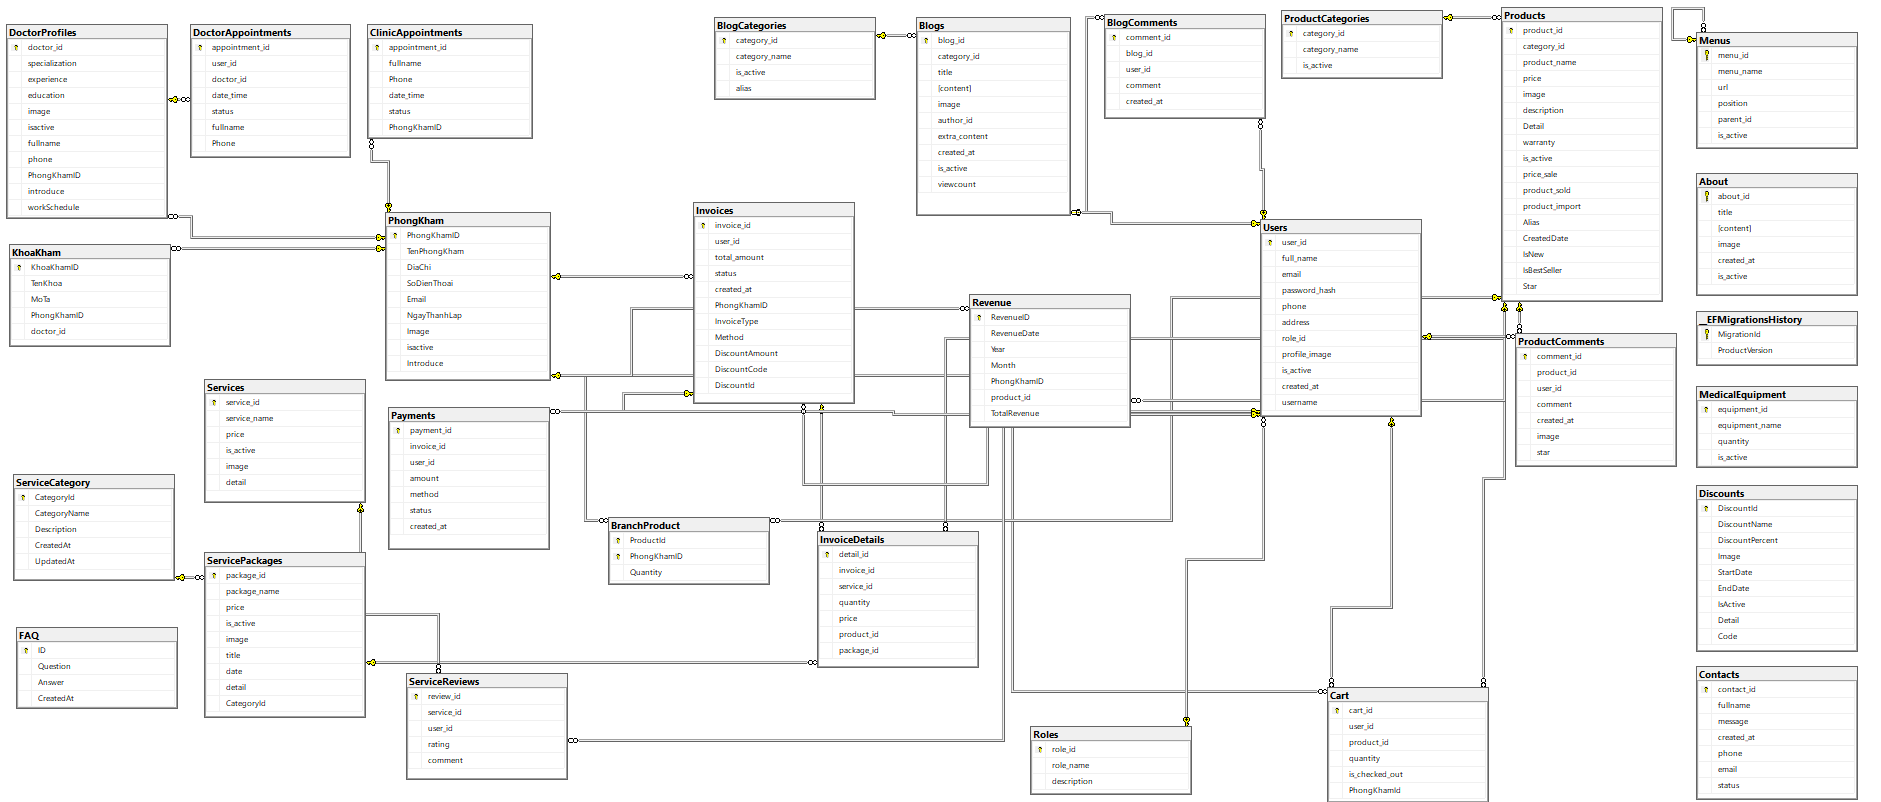 DoctorProfiles
doctor_id
specialization
experience
education
image
isactive
fullname
phone
PhongKhamID
introduce
workSchedule
DoctorAppointments
appointment_id
user_id
doctor_id
date_time
status
fullname
Phone
ClinicAppointments
appointment_id
fullname
Phone
date_time
status
PhongKhamID
BlogCategories
category_id
category_name
is_active
alias
Blogs
blog_id
category_id
title
[content]
image
author_id
extra_content
created_at
is_active
viewcount
BlogComments
comment_id
blog_id
user_id
comment
created_at
ProductCategories
category_id
category_name
is_active
Products
product_id
category_id
product_name
price
image
description
Detail
warranty
is_active
price_sale
product_sold
product_import
Alias
CreatedDate
IsNew
IsBestSeller
Star
Menus
menu_id
menu_name
url
position
parent_id
is_active
About
about_id
title
[content]
image
created_at
is_active
KhoaKham
KhoaKhamID
TenKhoa
MoTa
PhongKhamID
doctor_id
PhongKham
PhongKhamID
TenPhongKham
DiaChi
SoDienThoai
Email
NgayThanhLap
Image
isactive
Introduce
Invoices
invoice_id
user_id
total_amount
status
created_at
PhongKhamID
InvoiceType
Method
DiscountAmount
DiscountCode
DiscountId
Revenue
RevenueID
RevenueDate
Year
Month
PhongKhamID
product_id
TotalRevenue
Users
user_id
full_name
email
password_hash
phone
address
role_id
profile_image
is_active
created_at
username
ProductComments
comment_id
product_id
user_id
comment
created_at
image
star
__EFMigrationsHistory
MigrationId
ProductVersion
MedicalEquipment
equipment_id
equipment_name
quantity
is_active
Services
service_id
service_name
price
is_active
image
detail
Payments
payment_id
invoice_id
user_id
amount
method
status
created_at
ServiceCategory
CategoryId
CategoryName
Description
CreatedAt
UpdatedAt
ServicePackages
package_id
package_name
price
is_active
image
title
date
detail
CategoryId
BranchProduct
ProductId
PhongKhamID
Quantity
InvoiceDetails
detail_id
invoice_id
service_id
quantity
price
product_id
package_id
Discounts
DiscountId
DiscountName
DiscountPercent
Image
StartDate
EndDate
IsActive
Detail
Code
FAQ
ID
Question
Answer
CreatedAt
ServiceReviews
review_id
service_id
user_id
rating
comment
Roles
role_id
role_name
description
Cart
cart_id
user_id
product_id
quantity
is_checked_out
PhongKhamId
Contacts
contact_id
fullname
message
created_at
phone
email
status